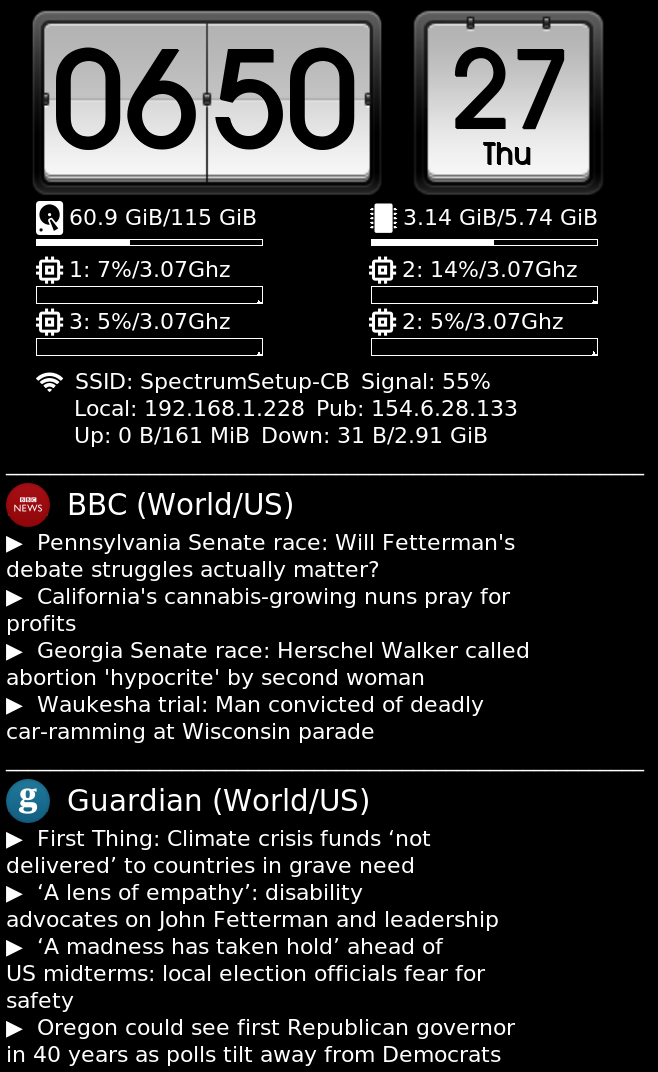 06 50
27
Thu
60.9 GiB/115 GiB 3.14 GiB/5.74 GiB
1: 7%/3.07Ghz 2: 14%/3.07Ghz
3: 5%/3.07Ghz 2: 5%/3.07Ghz
SSID: SpectrumSetup-CB Signal: 55%
Local: 192.168.1.228 Pub: 154.6.28.133
Up: 0 B/161 MiB Down: 31 B/2.91 GiB
BBC
NEWS
BBC (World/US)
▶ Pennsylvania Senate race: Will Fetterman's
debate struggles actually matter?
▶ California's cannabis-growing nuns pray for
profits
▶ Georgia Senate race: Herschel Walker called
abortion 'hypocrite' by second woman
▶ Waukesha trial: Man convicted of deadly
car-ramming at Wisconsin parade
g
Guardian (World/US)
▶ First Thing: Climate crisis funds ‘not
delivered’ to countries in grave need
▶ ‘A lens of empathy’: disability
advocates on John Fetterman and leadership
▶ ‘A madness has taken hold’ ahead of
US midterms: local election officials fear for
safety
▶ Oregon could see first Republican governor
in 40 years as polls tilt away from Democrats